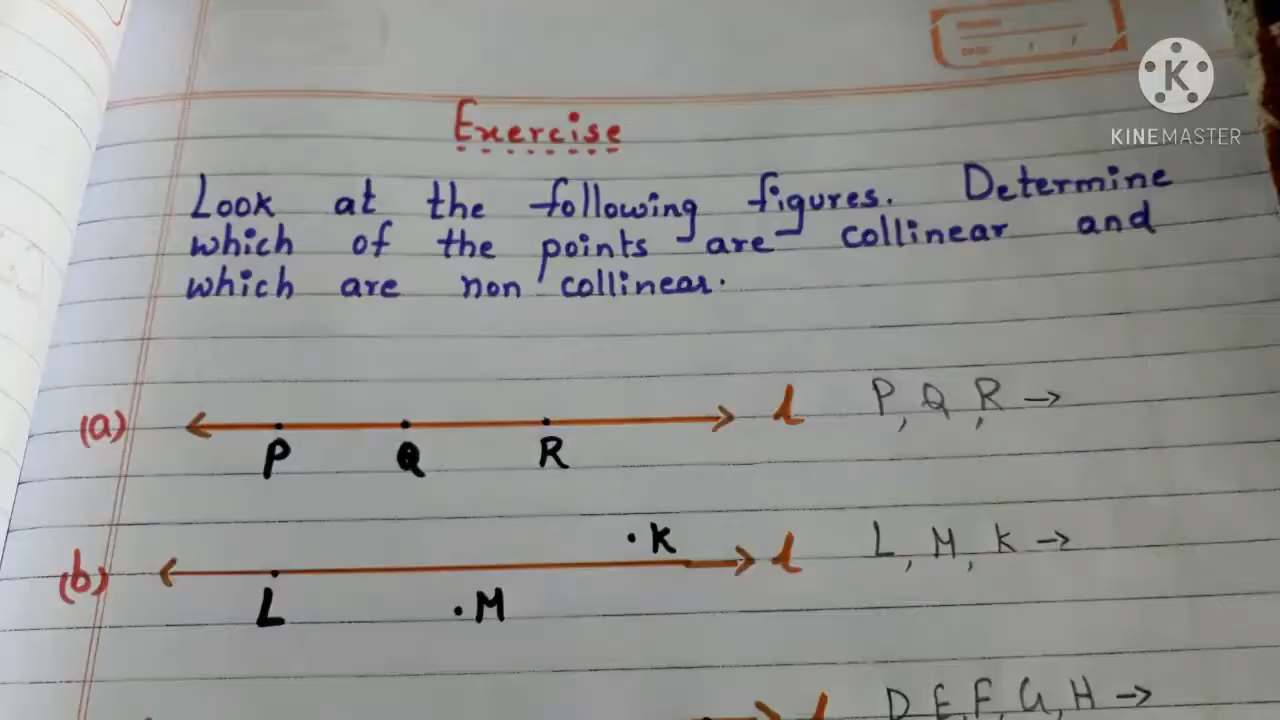 KINEMASTER
Exercise
Look at the following figures. Determine
which of the points are collinear and
which are non collinear.
(a) P Q R l P, Q, R →
(b) L .M .K l L, M, K →
l D, E, F, G, H →